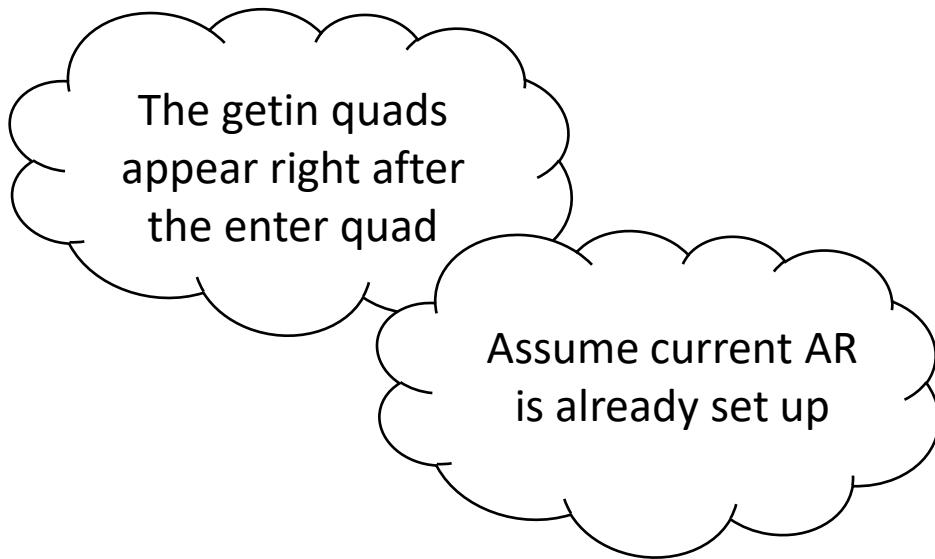 The getin quads
appear right after
the enter quad
Assume current AR
is already set up